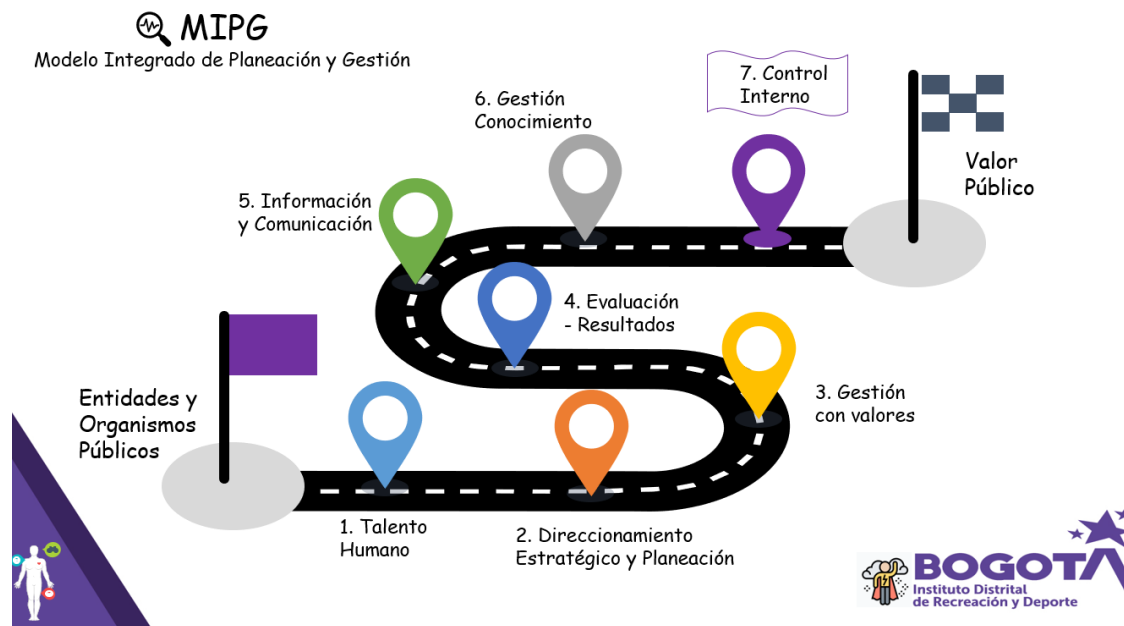 MIPG
Modelo Integrado de Planeación y Gestión
7. Control
Interno
6. Gestión
Conocimiento
Valor
Público
5. Información
y Comunicación
4. Evaluación
- Resultados
3. Gestión
con valores
Entidades y
Organismos
Públicos
1. Talento
Humano
2. Direccionamiento
Estratégico y Planeación
BOGOTÁ
Instituto Distrital
de Recreación y Deporte